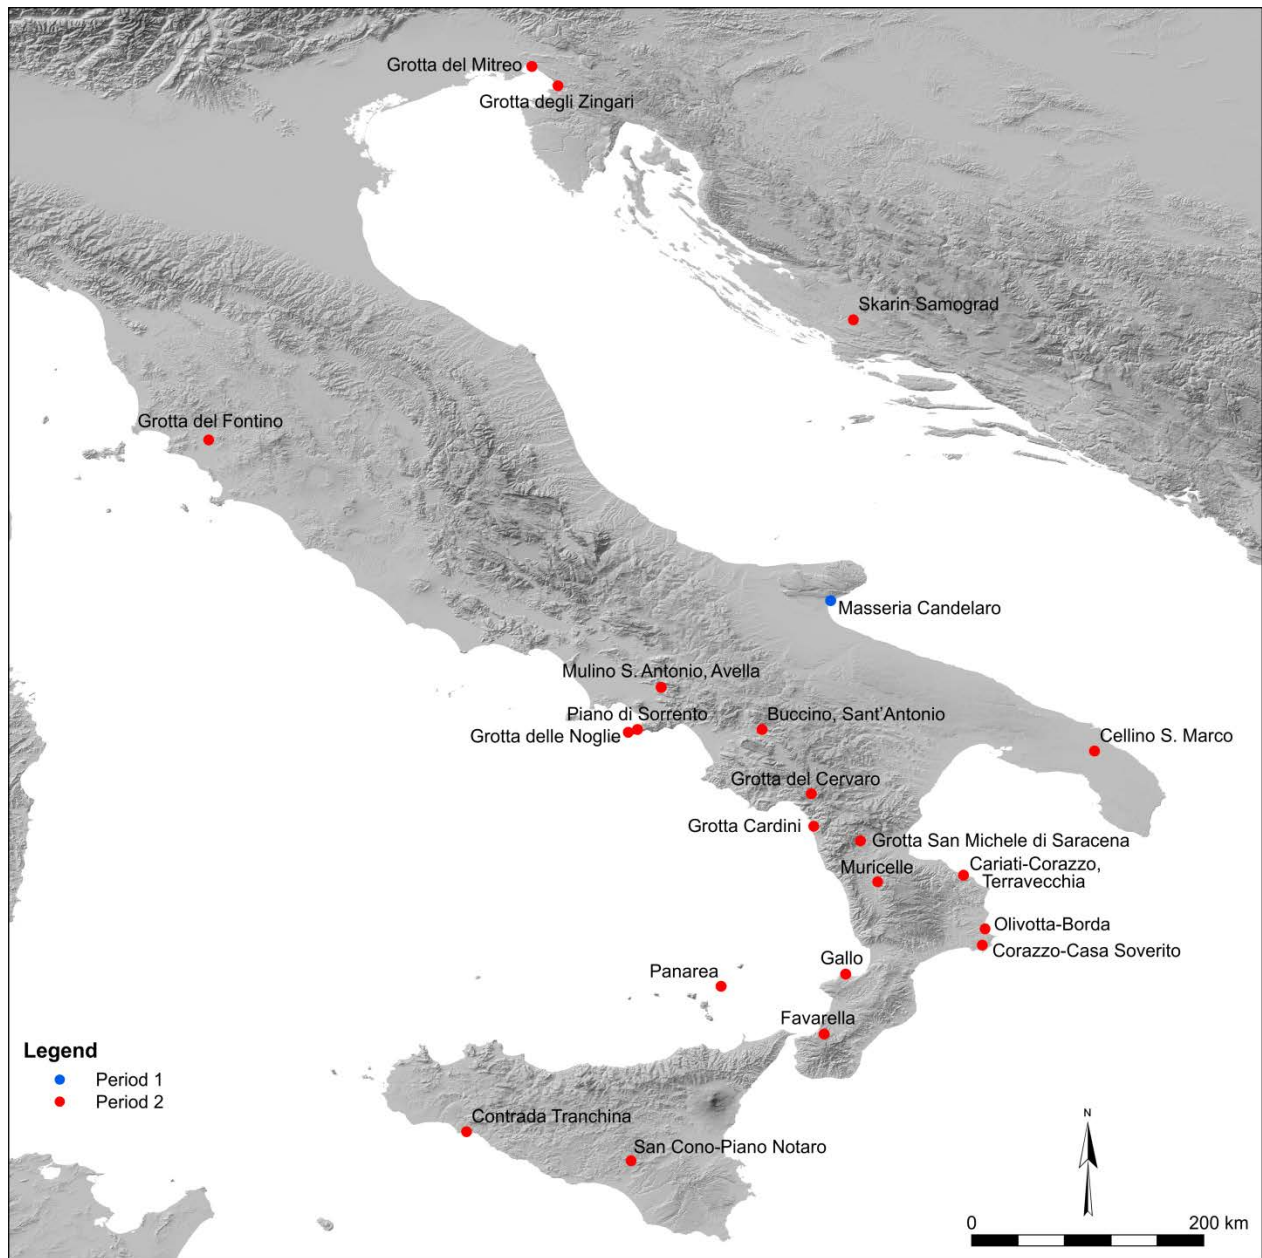 Grotta del Mitreo
Grotta degli Zingari
Skarin Samograd
Grotta del Fontino
Masseria Candelaro
Mulino S. Antonio, Avella
Piano di Sorrento
Buccino, Sant'Antonio
Grotta delle Noglie
Cellino S. Marco
Grotta del Cervaro
Grotta Cardini
Grotta San Michele di Saracena
Muricelle
Cariati-Corazzo,
Terravecchia
Olivotta-Borda
Corazzo-Casa Soverito
Gallo
Panarea
Favarella
Legend
Period 1
Period 2
Contrada Tranchina
San Cono-Piano Notaro
N
0 200 km